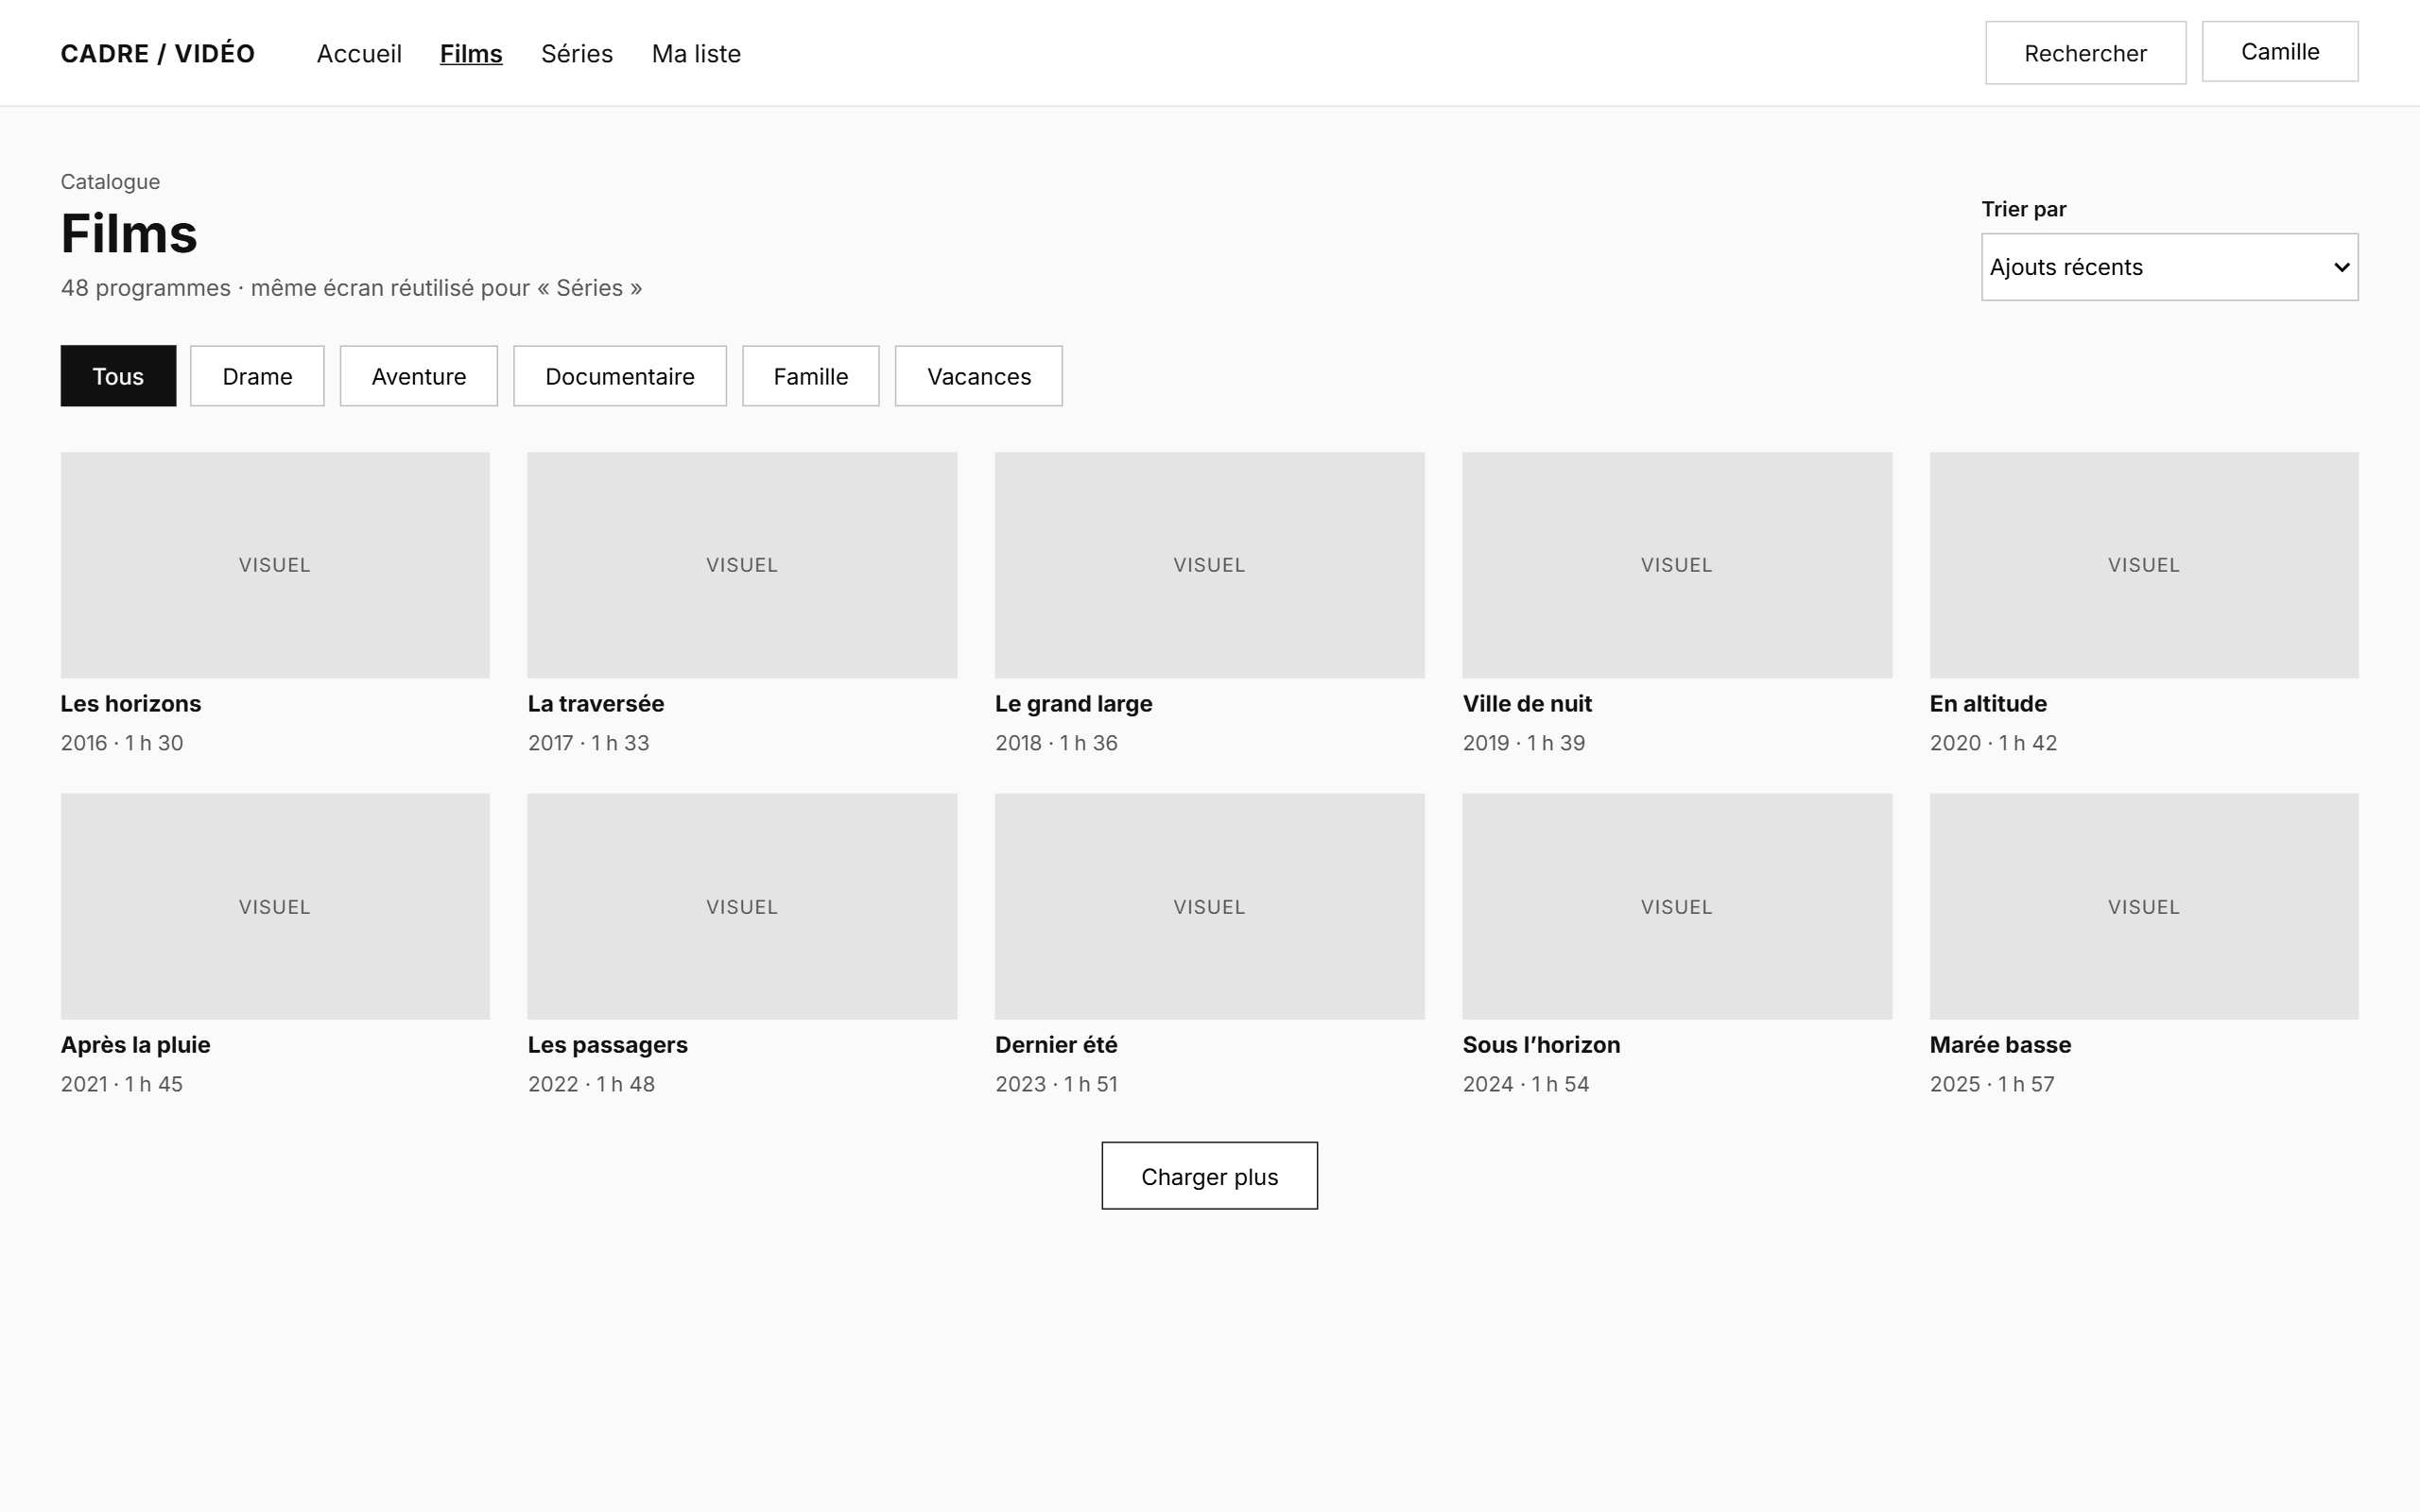 CADRE / VIDÉO Accueil Films Séries Ma liste Rechercher Camille
Catalogue
Films
48 programmes · même écran réutilisé pour « Séries »
Trier par
Ajouts récents
Tous Drame Aventure Documentaire Famille Vacances
VISUEL VISUEL VISUEL VISUEL VISUEL
Les horizons La traversée Le grand large Ville de nuit En altitude
2016 · 1 h 30 2017 · 1 h 33 2018 · 1 h 36 2019 · 1 h 39 2020 · 1 h 42
VISUEL VISUEL VISUEL VISUEL VISUEL
Après la pluie Les passagers Dernier été Sous l’horizon Marée basse
2021 · 1 h 45 2022 · 1 h 48 2023 · 1 h 51 2024 · 1 h 54 2025 · 1 h 57
Charger plus